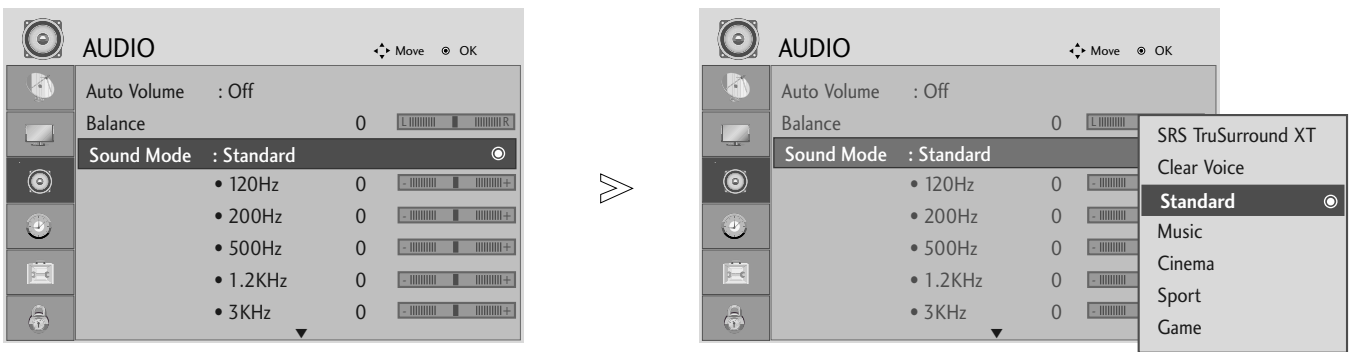 AUDIO Move OK
Auto Volume : Off
Balance 0 L R
Sound Mode : Standard
• 120Hz 0 - +
• 200Hz 0 - +
• 500Hz 0 - +
• 1.2KHz 0 - +
• 3KHz 0 - +
AUDIO Move OK
Auto Volume : Off
Balance 0 L
Sound Mode : Standard
• 120Hz 0 -
• 200Hz 0 -
• 500Hz 0 -
• 1.2KHz 0 -
• 3KHz 0 -
SRS TruSurround XT
Clear Voice
Standard
Music
Cinema
Sport
Game